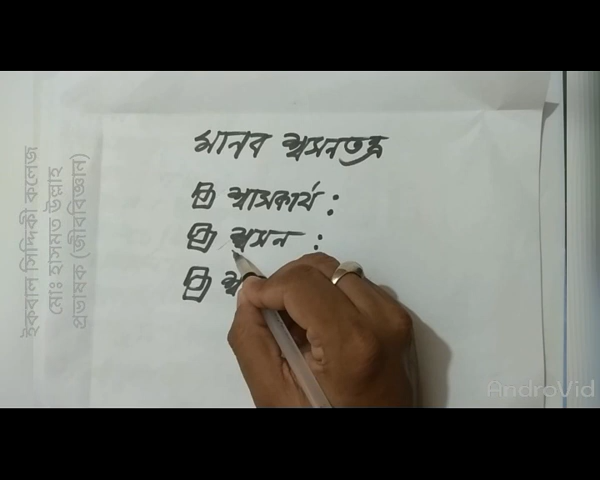 মানব শ্বসনতন্ত্র
শ্বাসকার্য :
শ্বসন :
ইকবাল সিদ্দিকী কলেজ
মোঃ হাসমত উল্লাহ
প্রভাষক (জীববিজ্ঞান)
AndroVid